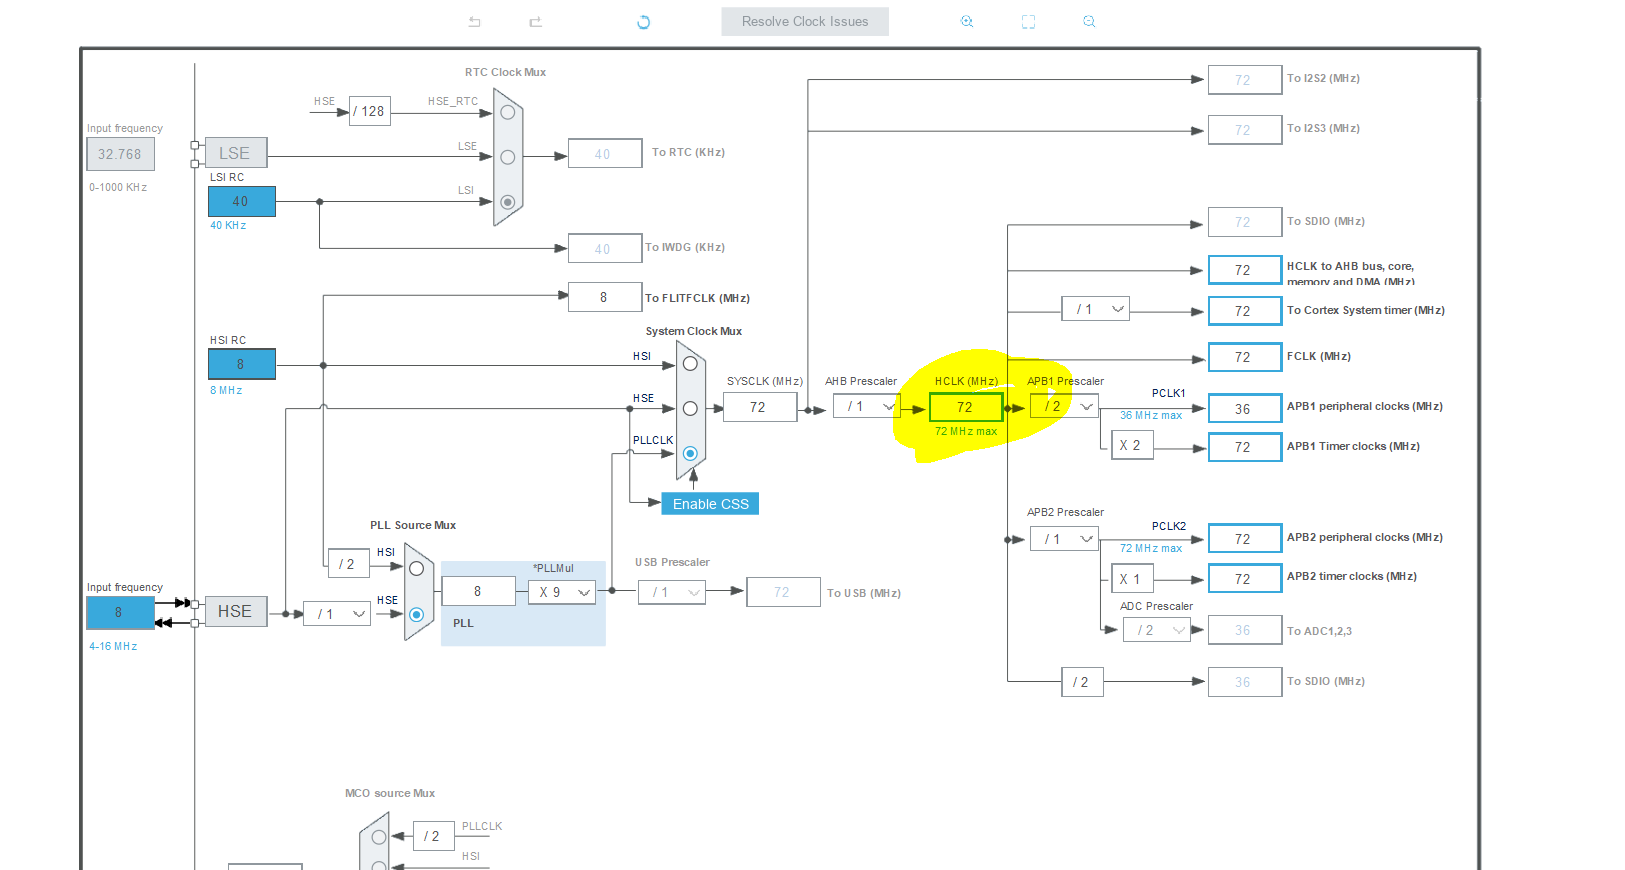 Resolve Clock Issues
RTC Clock Mux
HSE
/ 128
HSE_RTC
72
To I2S2 (MHz)
Input frequency
72
To I2S3 (MHz)
32.768
LSE
LSE
40
To RTC (KHz)
0-1000 KHz
LSI RC
40
LSI
40 KHz
72
To SDIO (MHz)
40
To IWDG (KHz)
72
HCLK to AHB bus, core,
memory and DMA (MHz)
8
To FLITFCLK (MHz)
/ 1
72
To Cortex System timer (MHz)
System Clock Mux
HSI RC
8
HSI
72
FCLK (MHz)
8 MHz
SYSCLK (MHz)
AHB Prescaler
HCLK (MHz)
APB1 Prescaler
HSE
72
/ 1
72
/ 2
PCLK1
36
APB1 peripheral clocks (MHz)
36 MHz max
72 MHz max
PLLCLK
X 2
72
APB1 Timer clocks (MHz)
Enable CSS
APB2 Prescaler
PLL Source Mux
/ 1
PCLK2
72
APB2 peripheral clocks (MHz)
72 MHz max
/ 2
HSI
USB Prescaler
*PLLMul
X 1
72
APB2 timer clocks (MHz)
Input frequency
8
X 9
/ 1
72
To USB (MHz)
8
HSE
/ 1
HSE
PLL
ADC Prescaler
/ 2
36
To ADC1,2,3
4-16 MHz
/ 2
36
To SDIO (MHz)
MCO source Mux
/ 2
PLLCLK
HSI